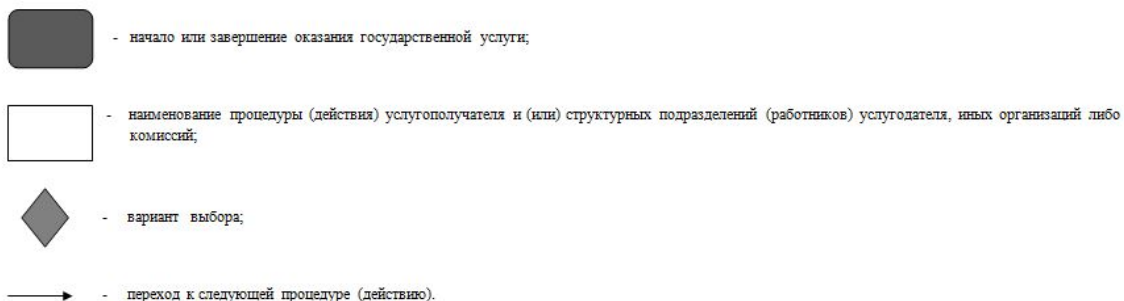 - начало или завершение оказания государственной услуги;
- наименование процедуры (действия) услугополучателя и (или) структурных подразделений (работников) услугодателя, иных организаций либо
комиссий;
- вариант выбора;
- переход к следующей процедуре (действию).